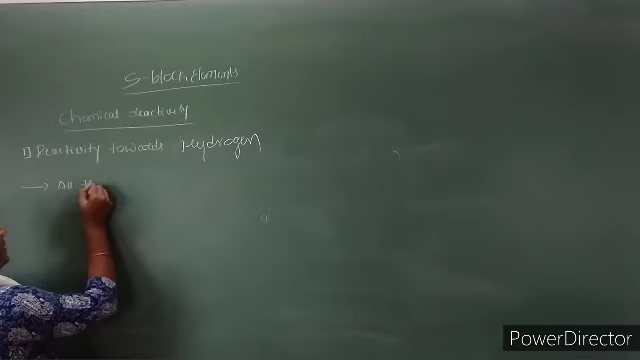 S-block Elements
Chemical reactivity
1] Reactivity towards Hydrogen
→ All
PowerDirector